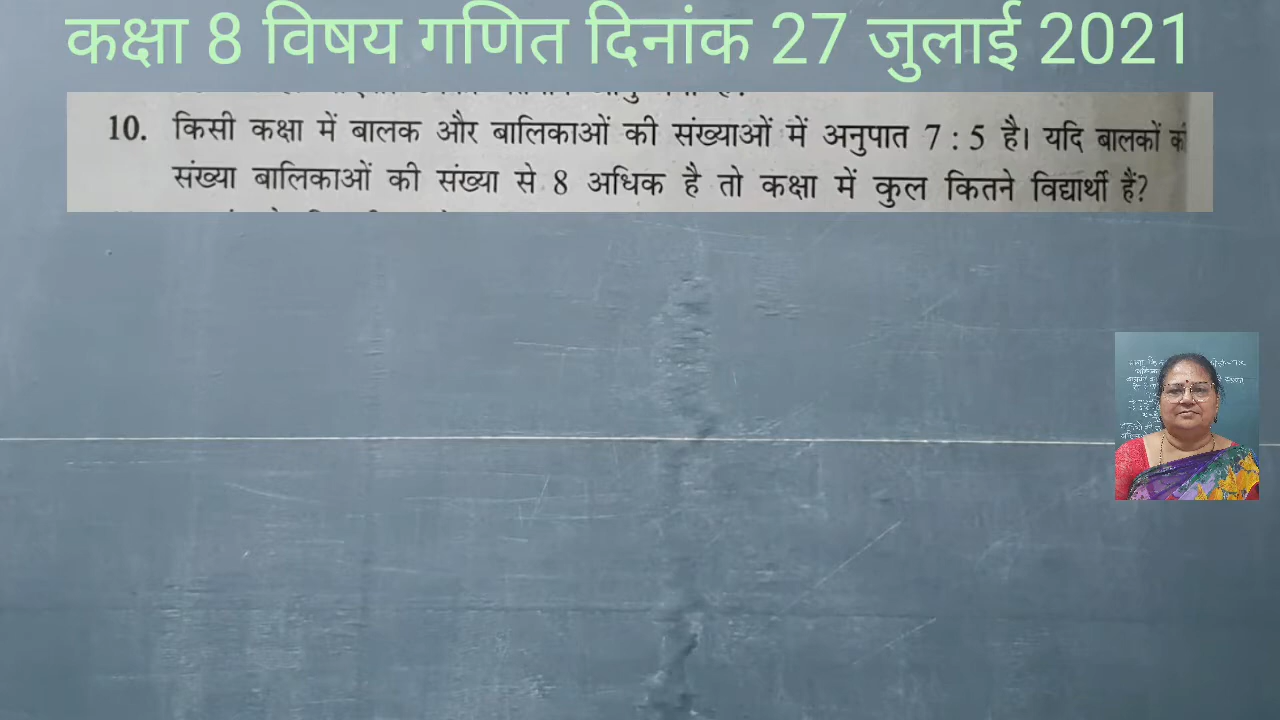 कक्षा 8 विषय गणित दिनांक 27 जुलाई 2021
10. किसी कक्षा में बालक और बालिकाओं की संख्याओं में अनुपात 7 : 5 है। यदि बालकों की
संख्या बालिकाओं की संख्या से 8 अधिक है तो कक्षा में कुल कितने विद्यार्थी हैं?